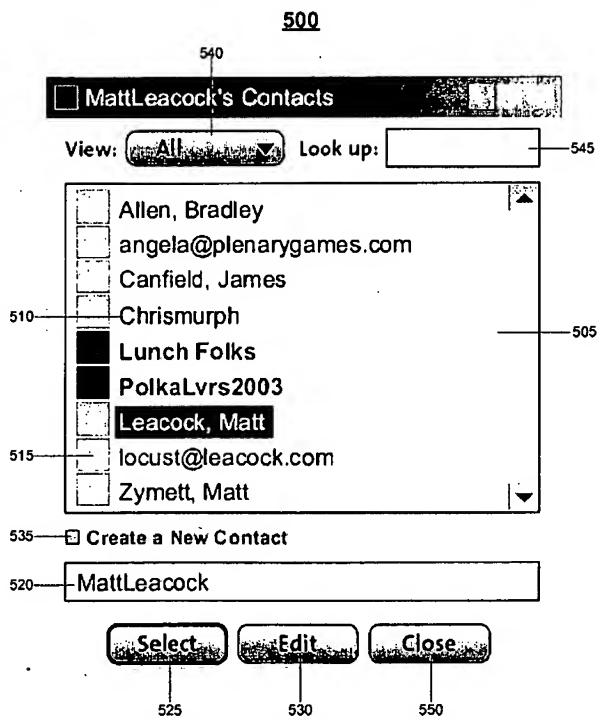 500
540
MattLeacock's Contacts
View: All Look up:
545
Allen, Bradley
angela@plenarygames.com
Canfield, James
510 Chrismurph
505
Lunch Folks
PolkaLvrs2003
Leacock, Matt
515 locust@leacock.com
Zymett, Matt
535 Create a New Contact
520 MattLeacock
Select Edit Close
525 530 550